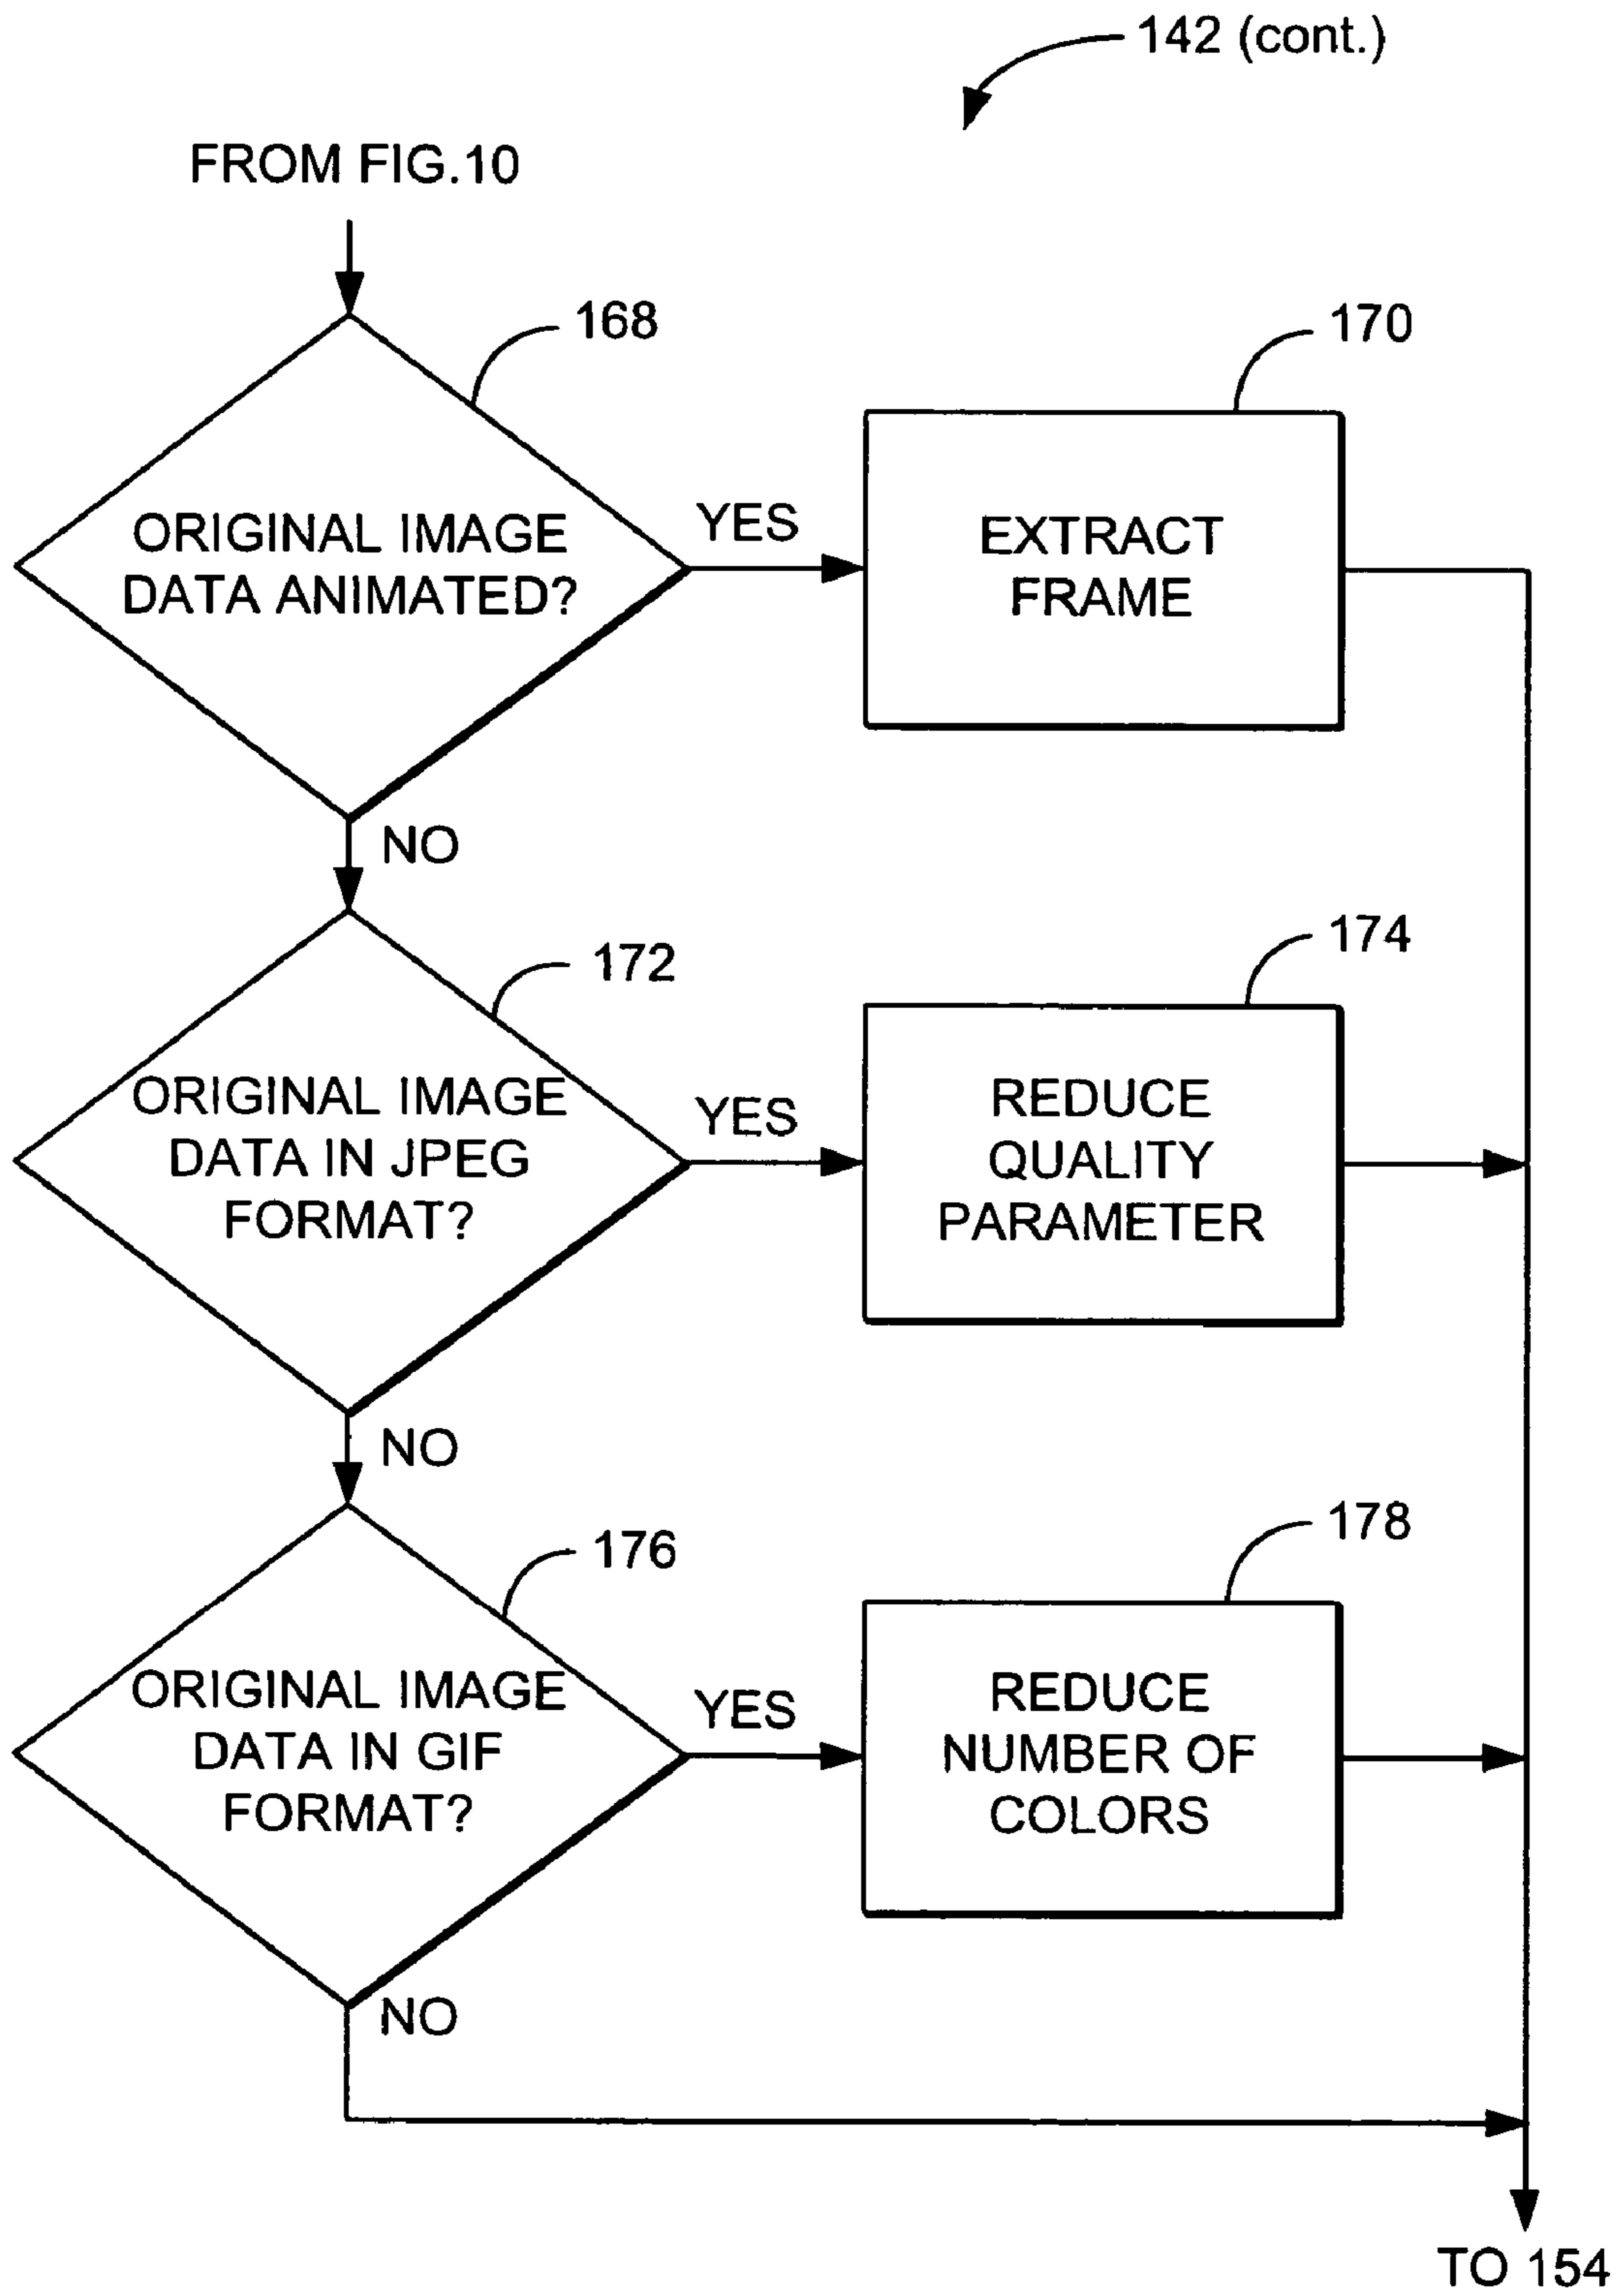 142 (cont.)
FROM FIG.10
168
170
ORIGINAL IMAGE
DATA ANIMATED?
YES
EXTRACT
FRAME
NO
172
174
ORIGINAL IMAGE
DATA IN JPEG
FORMAT?
YES
REDUCE
QUALITY
PARAMETER
NO
176
178
ORIGINAL IMAGE
DATA IN GIF
FORMAT?
YES
REDUCE
NUMBER OF
COLORS
NO
TO 154